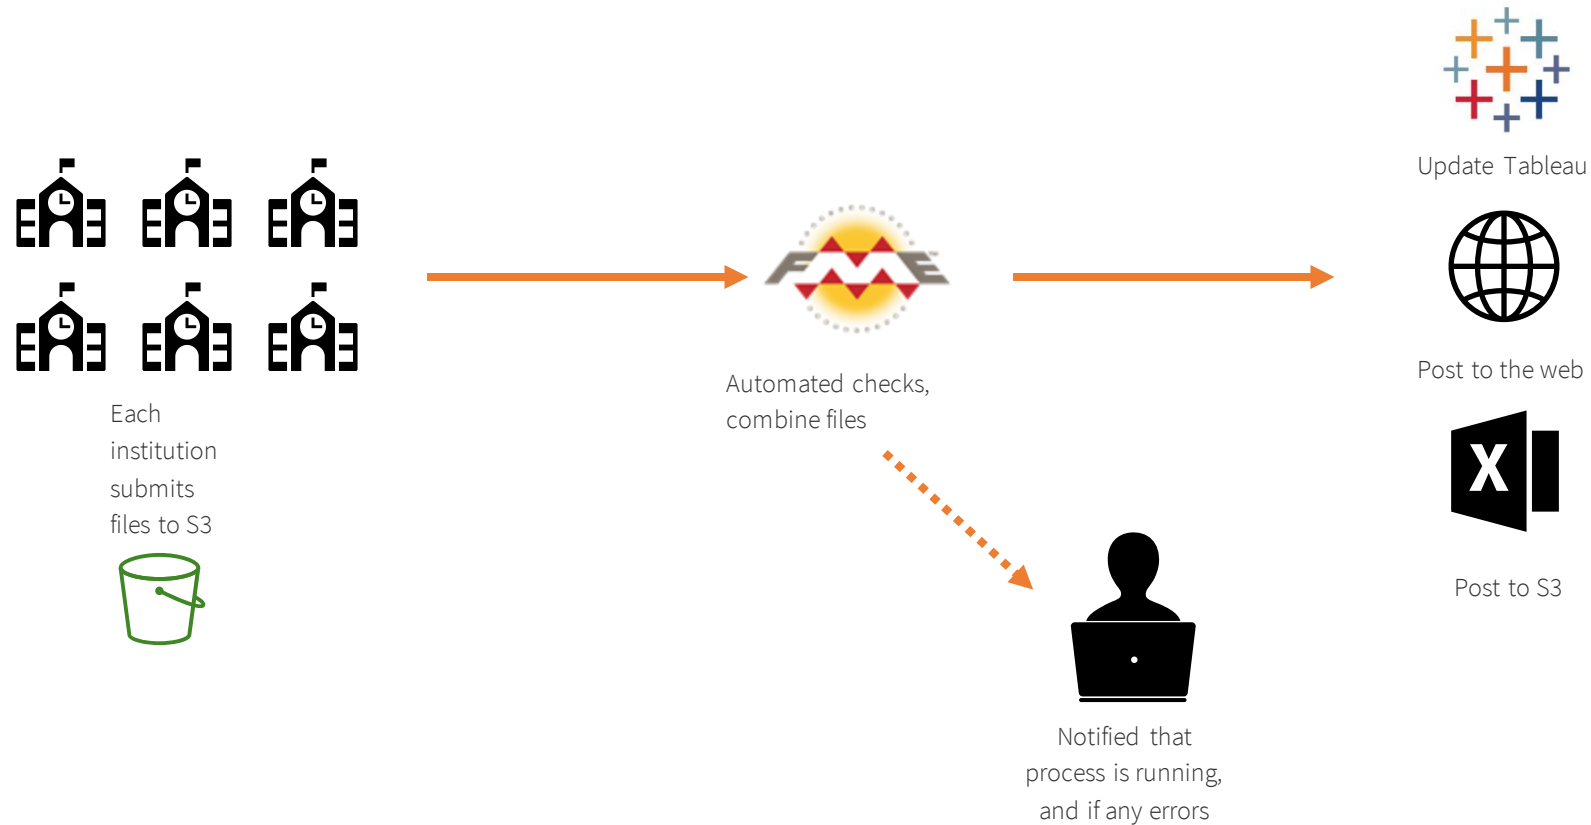 Each
institution
submits
files to S3
FME
Automated checks,
combine files
Notified that
process is running,
and if any errors
Update Tableau
Post to the web
X
Post to S3